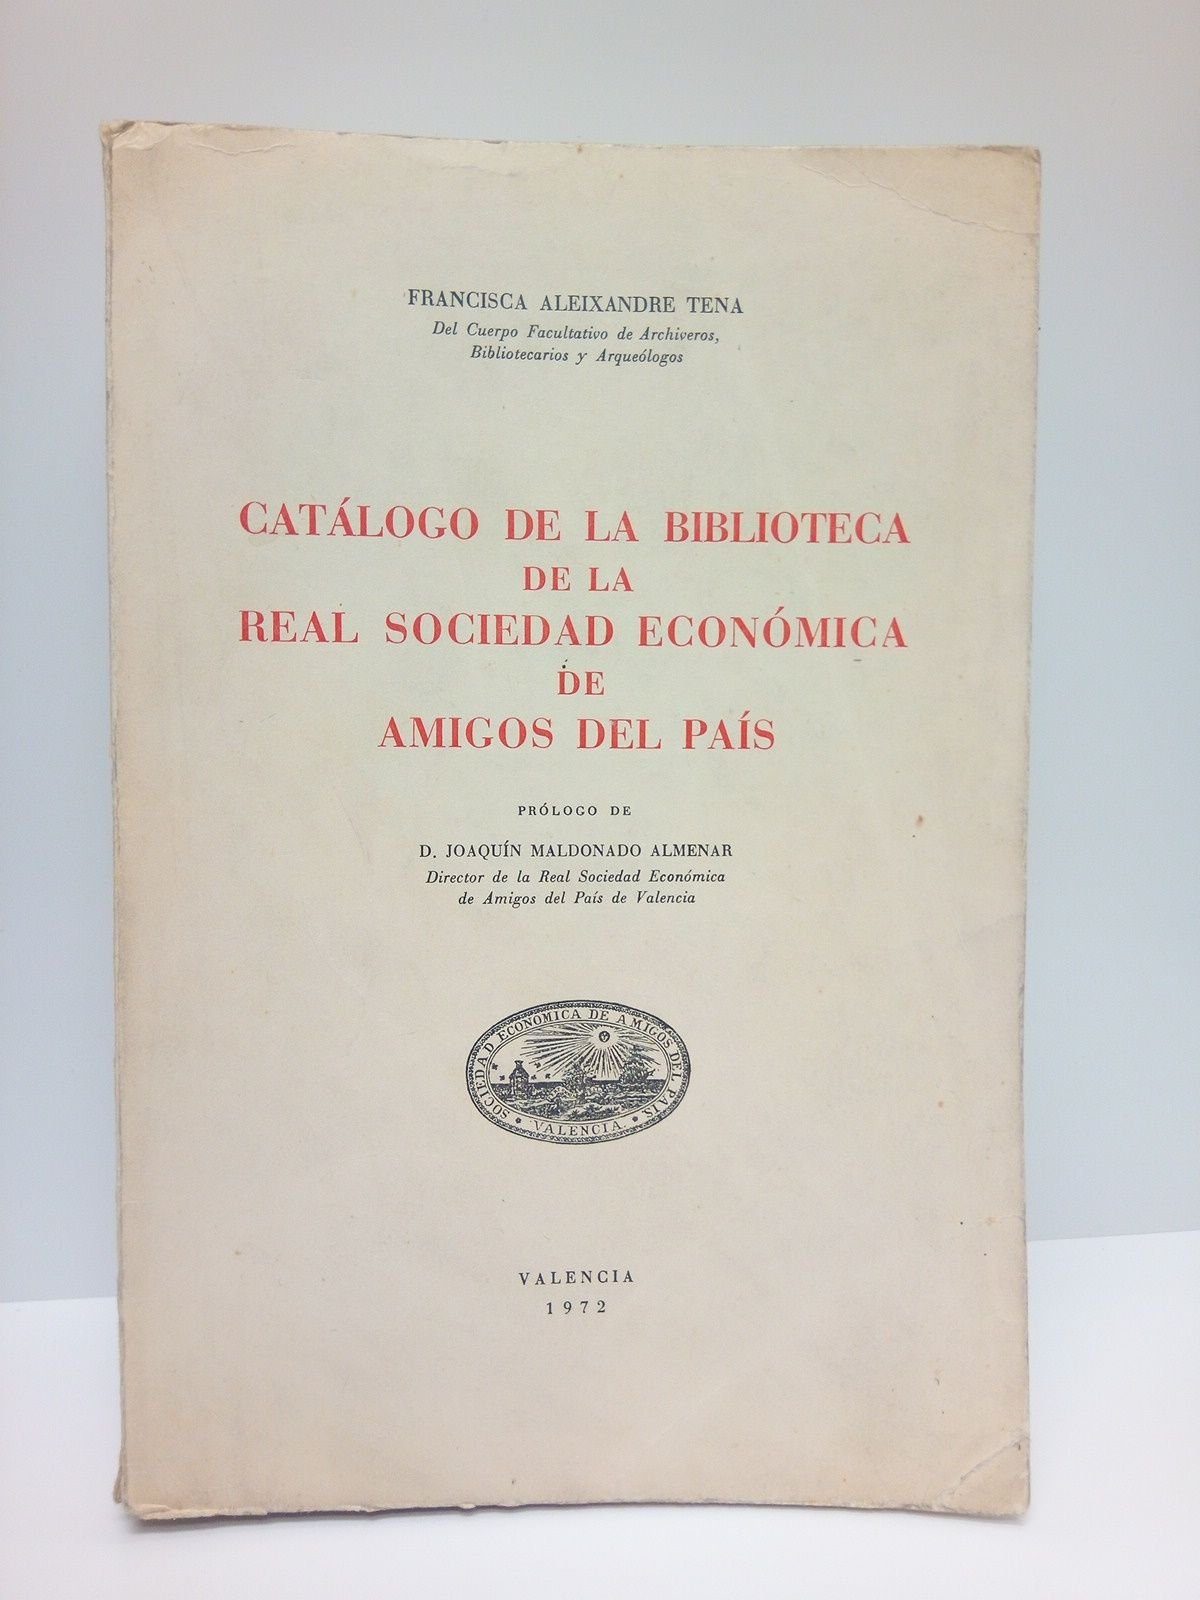 FRANCISCA ALEIXANDRE TENA
Del Cuerpo Facultativo de Archiveros,
Bibliotecarios y Arqueólogos
CATÁLOGO DE LA BIBLIOTECA
DE LA
REAL SOCIEDAD ECONÓMICA
DE
AMIGOS DEL PAÍS
PRÓLOGO DE
D. JOAQUÍN MALDONADO ALMENAR
Director de la Real Sociedad Económica
de Amigos del País de Valencia
SOCIEDAD ECONOMICA DE AMIGOS DEL PAIS
VALENCIA.
VALENCIA
1972